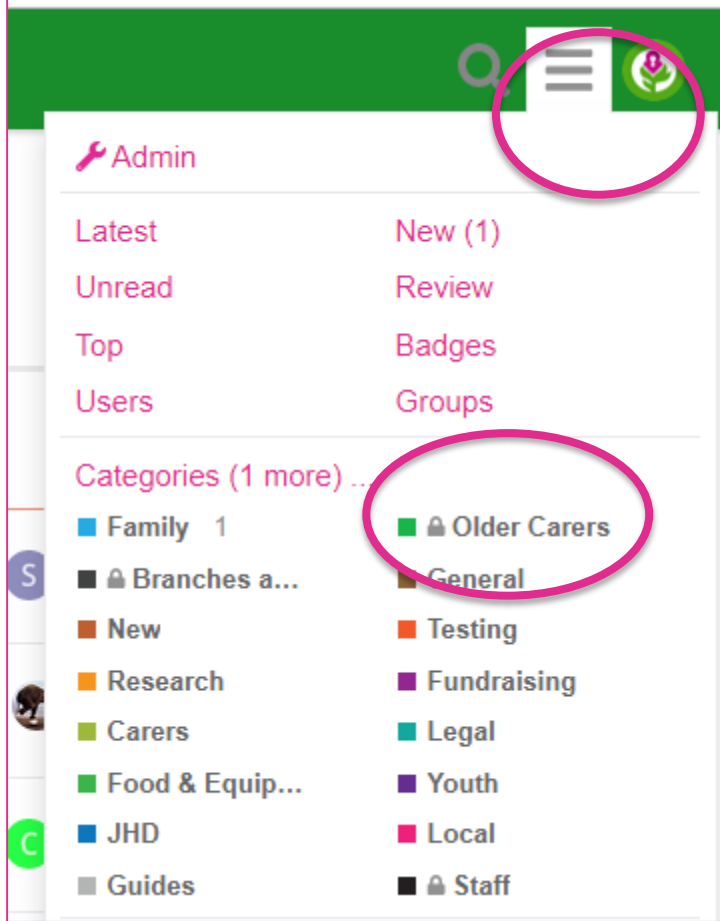 Admin
Latest New (1)
Unread Review
Top Badges
Users Groups
Categories (1 more) ...
Family 1 Older Carers
Branches a... General
New Testing
Research Fundraising
Carers Legal
Food & Equip... Youth
JHD Local
Guides Staff
S
C